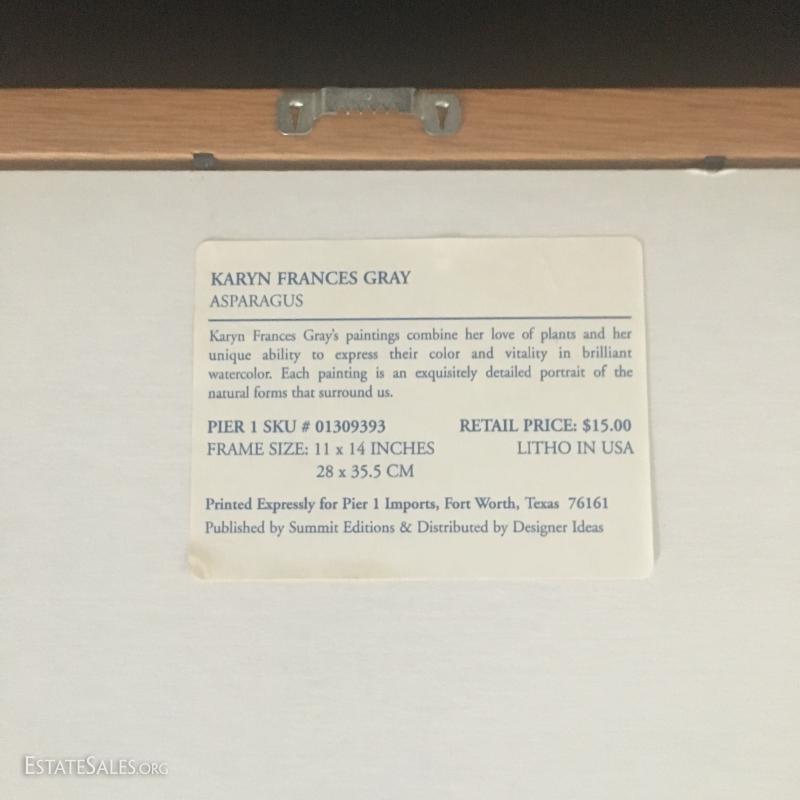 KARYN FRANCES GRAY
ASPARAGUS
Karyn Frances Gray's paintings combine her love of plants and her
unique ability to express their color and vitality in brilliant
watercolor. Each painting is an exquisitely detailed portrait of the
natural forms that surround us.
PIER 1 SKU # 01309393 RETAIL PRICE: $15.00
FRAME SIZE: 11 x 14 INCHES LITHO IN USA
28 x 35.5 CM
Printed Expressly for Pier 1 Imports, Fort Worth, Texas 76161
Published by Summit Editions & Distributed by Designer Ideas
ESTATESALES.ORG